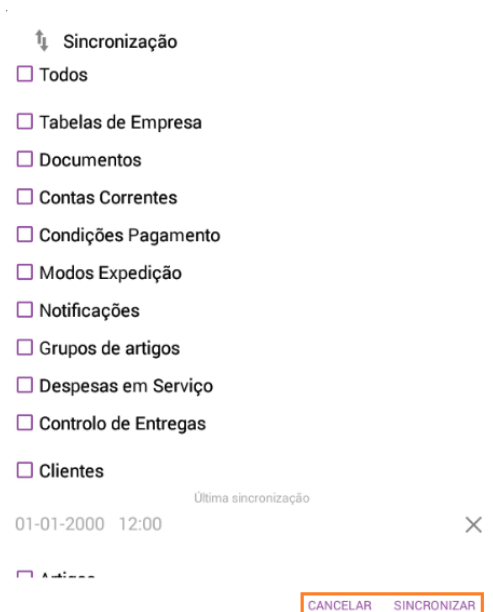 Sincronização
Todos
Tabelas de Empresa
Documentos
Contas Correntes
Condições Pagamento
Modos Expedição
Notificações
Grupos de artigos
Despesas em Serviço
Controlo de Entregas
Clientes
Última sincronização
01-01-2000 12:00
CANCELAR SINCRONIZAR